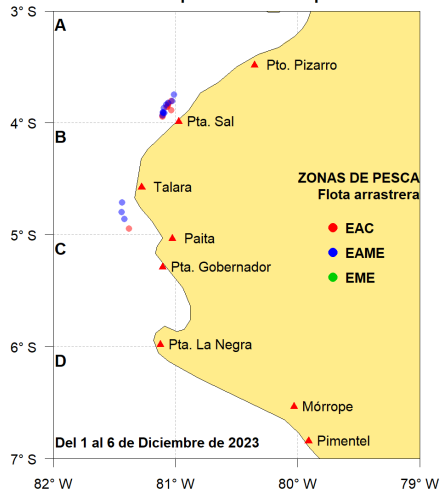 3° S
A
Pto. Pizarro
4° S
Pta. Sal
B
ZONAS DE PESCA
Talara
Flota arrastrera
EAC
5° S
Paita
EAME
C
Pta. Gobernador
EME
6° S
Pta. La Negra
D
Mórrope
Del 1 al 6 de Diciembre de 2023
Pimentel
7° S
82° W
81° W
80° W
79° W